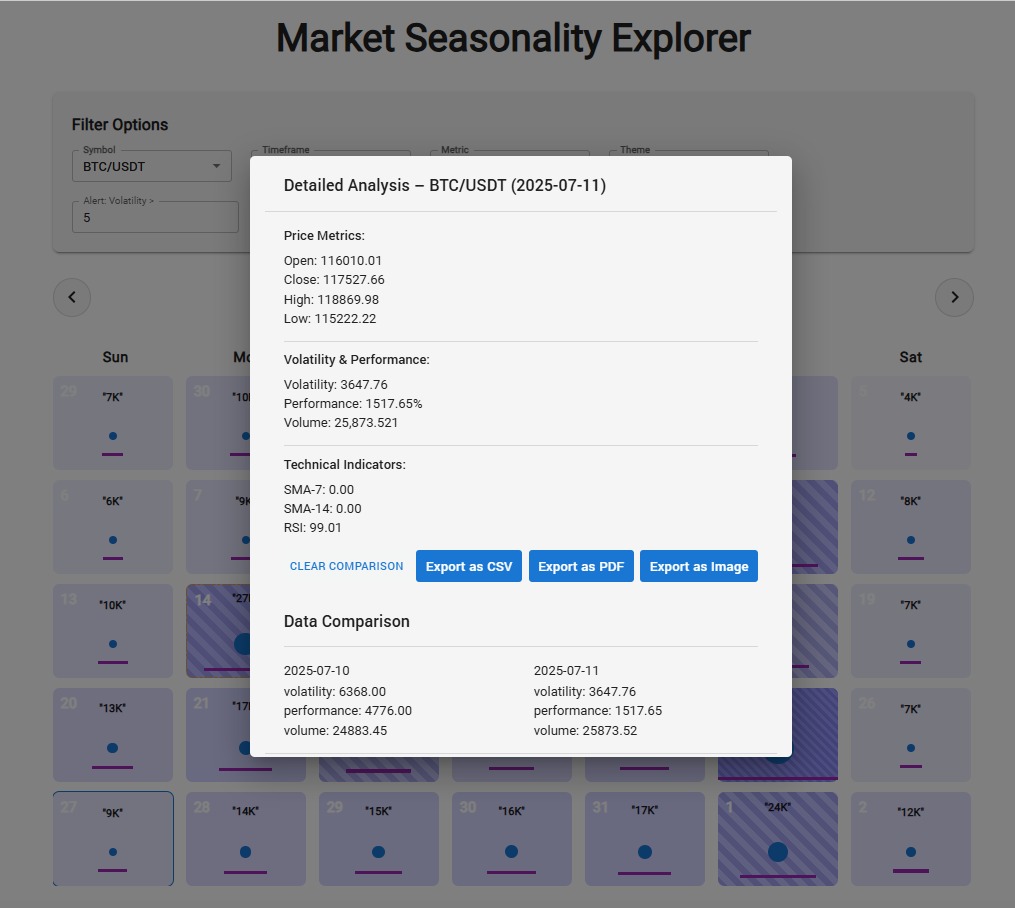 Market Seasonality Explorer
Filter Options
Symbol
Timeframe
Metric
Theme
BTC/USDT
Alert: Volatility >
5
Detailed Analysis – BTC/USDT (2025-07-11)
Price Metrics:
Open: 116010.01
Close: 117527.66
High: 118869.98
Low: 115222.22
Volatility & Performance:
Volatility: 3647.76
Performance: 1517.65%
Volume: 25,873.521
Technical Indicators:
SMA-7: 0.00
SMA-14: 0.00
RSI: 99.01
CLEAR COMPARISON
Export as CSV
Export as PDF
Export as Image
Data Comparison
2025-07-10
volatility: 6368.00
performance: 4776.00
volume: 24883.45
2025-07-11
volatility: 3647.76
performance: 1517.65
volume: 25873.52
Sun
Sat
29 "7K"
30
5 "4K"
6 "6K"
7 "9K
12 "8K"
13 "10K"
14
19 "7K"
20 "13K"
21
26 "7K"
27 "9K"
28 "14K"
29 "15K"
30 "16K"
31 "17K"
1 "24K"
2 "12K"